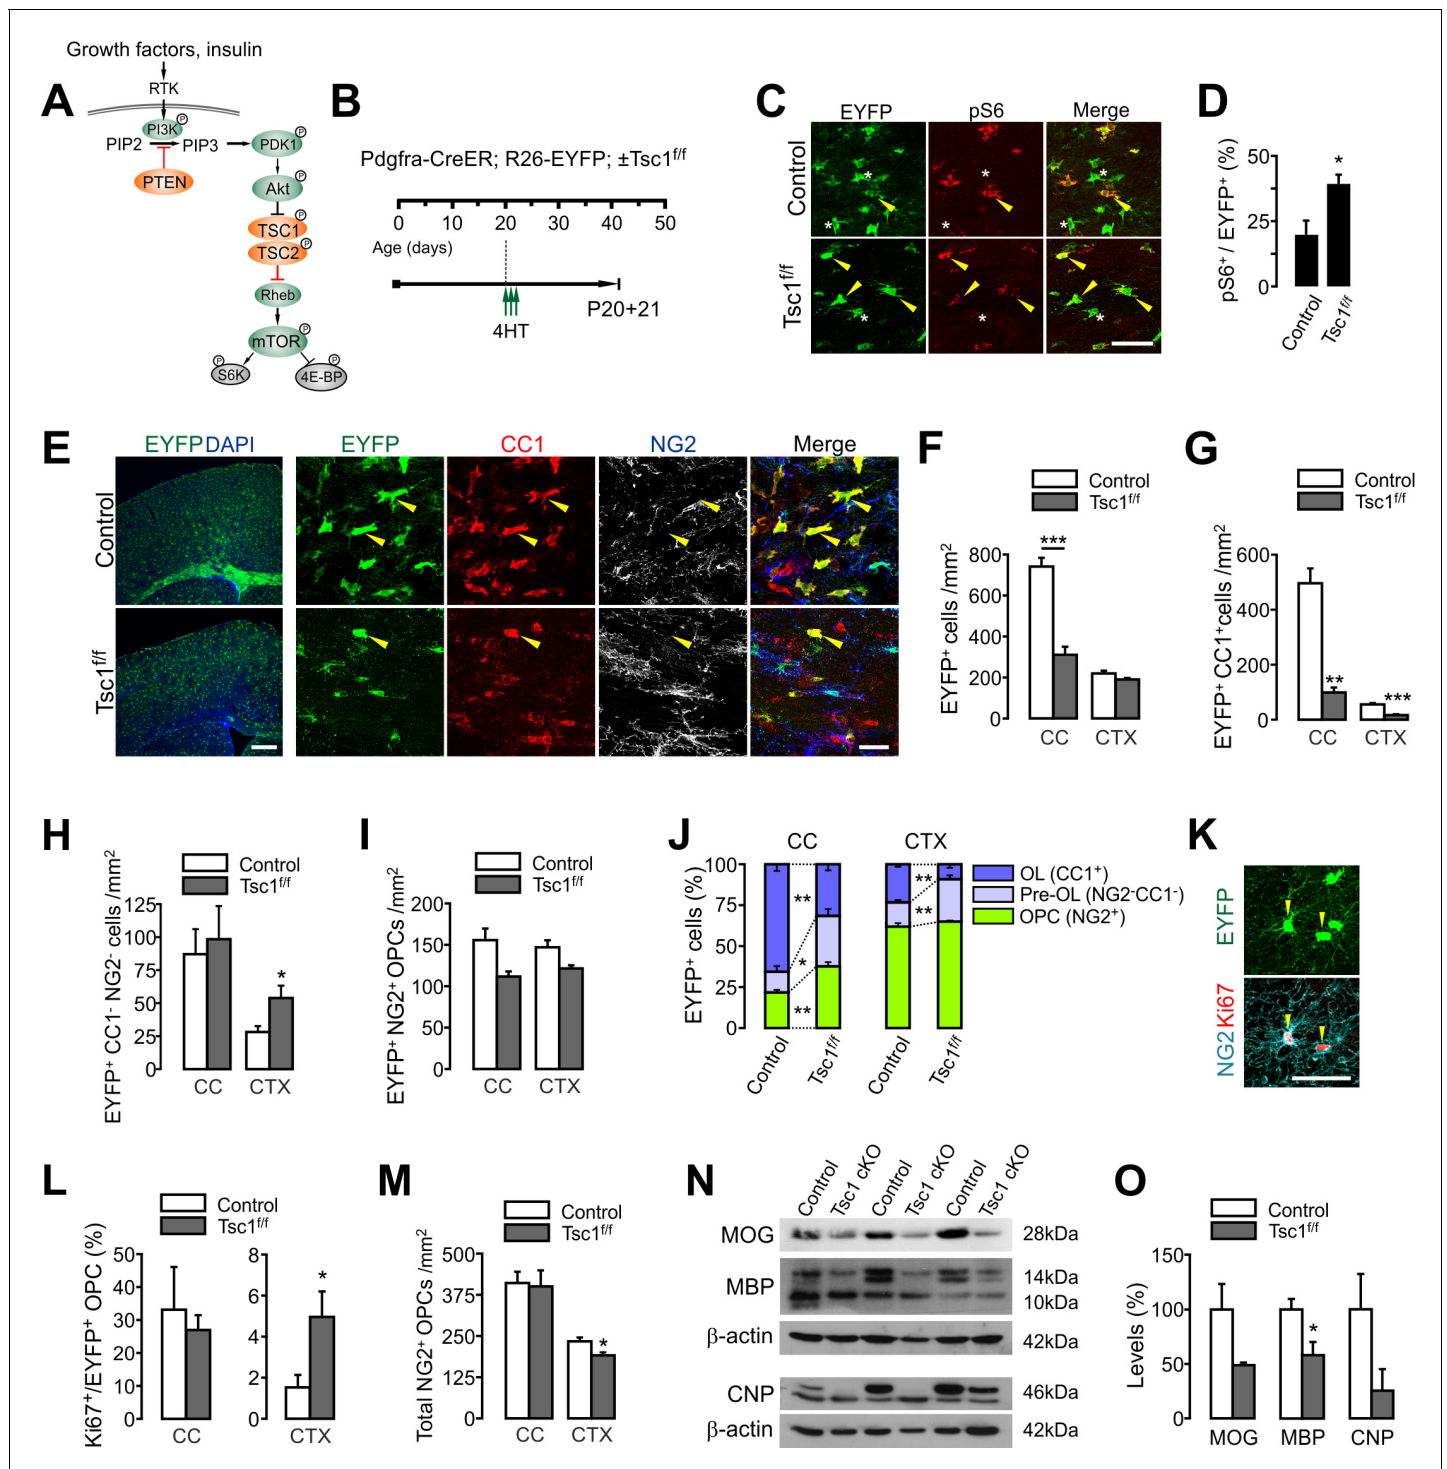 A
Growth factors, insulin
RTK
PI3K P
PIP2 PIP3 PDK1 P
PTEN
Akt P
TSC1 P
TSC2 P
Rheb
mTOR P
S6K P
4E-BP P
B
Pdgfra-CreER; R26-EYFP; ±Tsc1f/f
0 10 20 30 40 50
Age (days)
4HT
P20+21
C
EYFP pS6 Merge
Control
* * *
* * *
Tsc1f/f
* * *
D
pS6+ / EYFP+ (%)
50
25
0
*
Control
Tsc1f/f
E
EYFP DAPI EYFP CC1 NG2 Merge
Control
Tsc1f/f
F
Control
Tsc1f/f
EYFP+ cells /mm2
800
600
400
200
0
***
CC CTX
G
Control
Tsc1f/f
EYFP+ CC1+cells /mm2
600
400
200
0
** ***
CC CTX
H
Control
Tsc1f/f
EYFP+ CC1- NG2- cells /mm2
125
100
75
50
25
0
*
CC CTX
I
Control
Tsc1f/f
EYFP+ NG2+ OPCs /mm2
200
150
100
50
0
CC CTX
J
CC CTX
EYFP+ cells (%)
100
75
50
25
0
**
*
**
**
**
Control
Tsc1f/f
Control
Tsc1f/f
OL (CC1+)
Pre-OL (NG2-CC1-)
OPC (NG2+)
K
EYFP
NG2 Ki67
L
Control
Tsc1f/f
Ki67+/EYFP+ OPC (%)
50
40
30
20
10
0
CC
8
6
4
2
0
*
CTX
M
Control
Tsc1f/f
Total NG2+ OPCs /mm2
500
375
250
125
0
*
CC CTX
N
Control Tsc1 cKO Control Tsc1 cKO Control Tsc1 cKO
MOG 28kDa
MBP 14kDa
10kDa
β-actin 42kDa
CNP 46kDa
β-actin 42kDa
O
Control
Tsc1f/f
Levels (%)
150
100
50
0
*
MOG MBP CNP